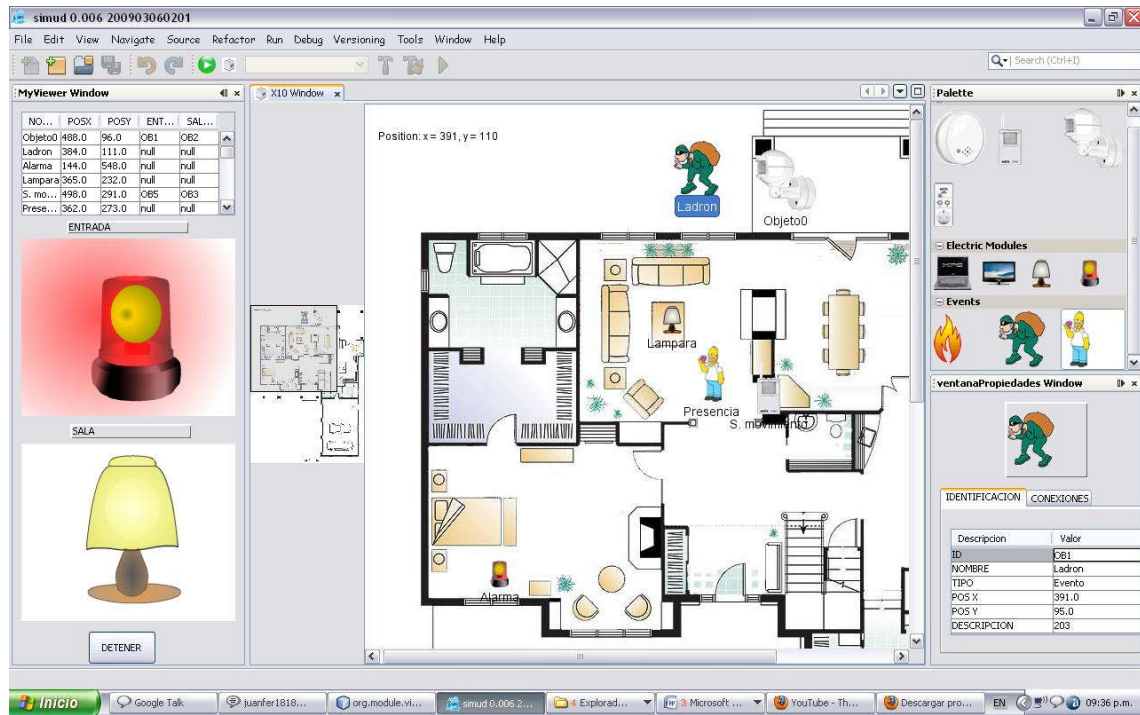 simud 0.006 200903060201
File Edit View Navigate Source Refactor Run Debug Versioning Tools Window Help
Search (Ctrl+I)
MyViewer Window
X10 Window
Palette
NO... POSX POSY ENT... SAL...
Objeto0 488.0 96.0 OB1 OB2
Ladron 384.0 111.0 null null
Alarma 144.0 548.0 null null
Lampara 365.0 232.0 null null
S. mo... 498.0 291.0 OB5 OB3
Prese... 362.0 273.0 null null
ENTRADA
SALA
DETENER
Position: x = 391, y = 110
Ladron
Objeto0
Lampara
Presencia
S. movimiento
Alarma
Electric Modules
Events
ventanaPropiedades Window
IDENTIFICACION CONEXIONES
Descripcion Valor
ID OB1
NOMBRE Ladron
TIPO Evento
POS X 391.0
POS Y 95.0
DESCRIPCION 203
Inicio Google Talk juanfer1818... org.module.vi... simud 0.006 2... 4 Explorad... 3 Microsoft ... YouTube - Th... Descargar pro... EN 09:36 p.m.